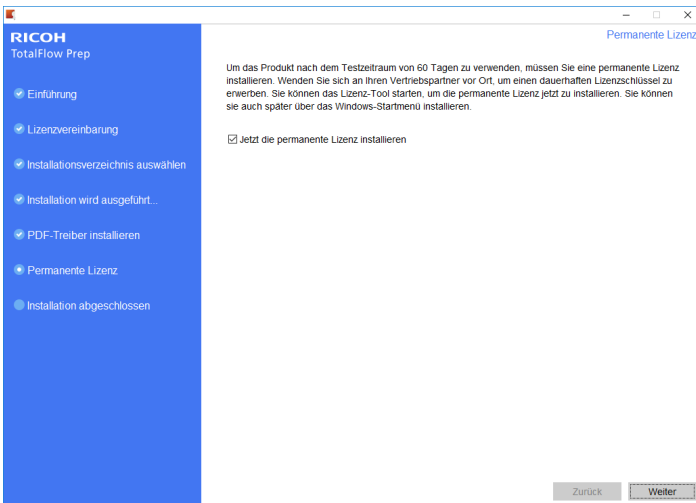 RICOH
TotalFlow Prep
Permanente Lizenz
Einführung
Lizenzvereinbarung
Installationsverzeichnis auswählen
Installation wird ausgeführt...
PDF-Treiber installieren
Permanente Lizenz
Installation abgeschlossen
Um das Produkt nach dem Testzeitraum von 60 Tagen zu verwenden, müssen Sie eine permanente Lizenz
installieren. Wenden Sie sich an Ihren Vertriebspartner vor Ort, um einen dauerhaften Lizenzschlüssel zu
erwerben. Sie können das Lizenz-Tool starten, um die permanente Lizenz jetzt zu installieren. Sie können
sie auch später über das Windows-Startmenü installieren.
Jetzt die permanente Lizenz installieren
Zurück
Weiter